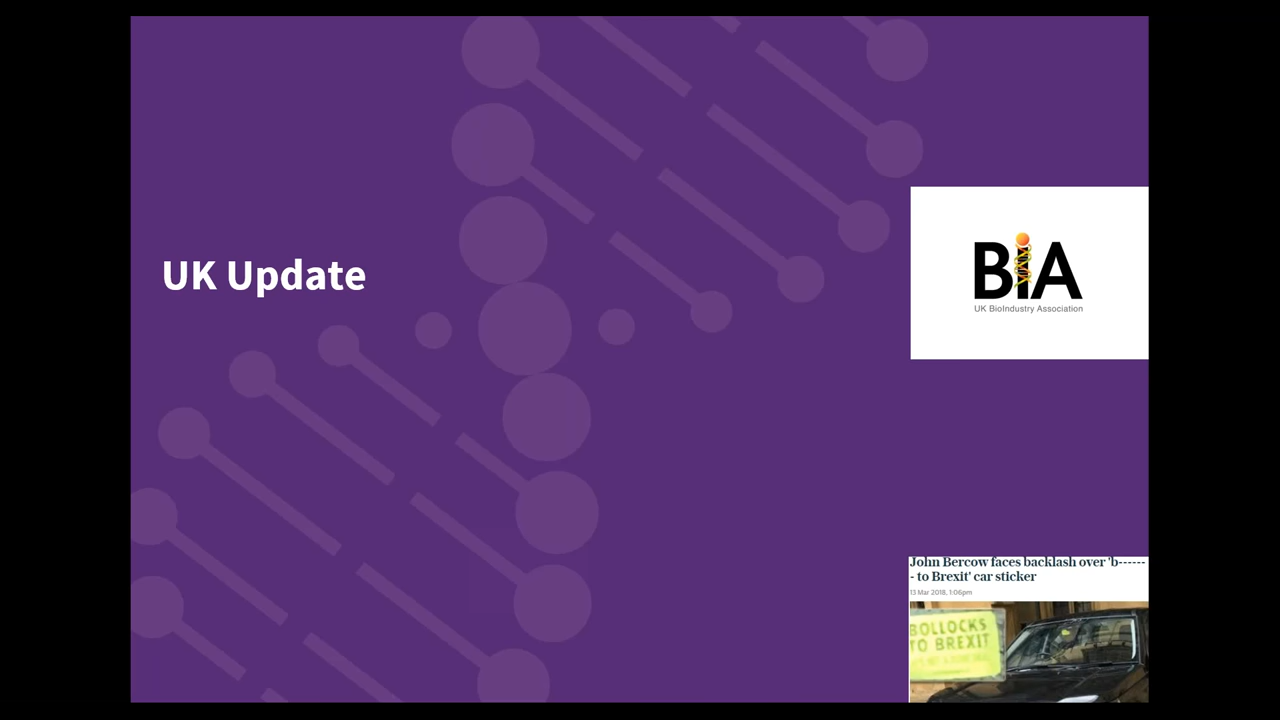 UK Update
BiA
UK BioIndustry Association
John Bercow faces backlash over 'b------
- to Brexit' car sticker
13 Mar 2018, 1:06pm
BOLLOCKS
TO BREXIT